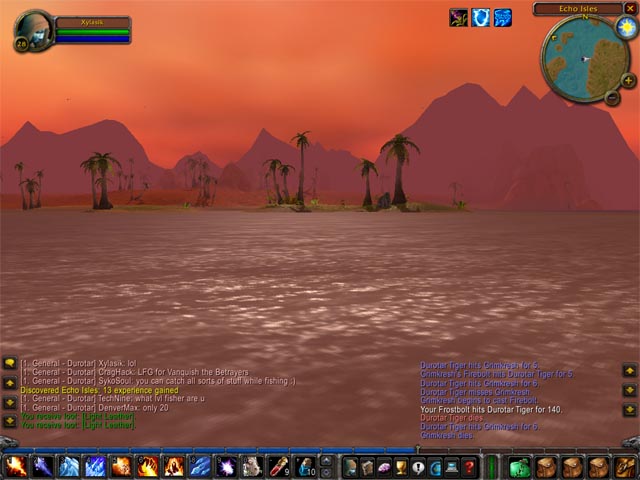 Xylasik
28
Echo Isles
N
[1. General - Durotar] Xylasik: lol
[1. General - Durotar] CragHack: LFG for Vanquish the Betrayers
[1. General - Durotar] SykoSoul: you can catch all sorts of stuff while fishing :)
Discovered Echo Isles: 13 experience gained
[1. General - Durotar] TechNine: what lvl fisher are u
[1. General - Durotar] DenverMax: only 20
You receive loot: [Light Leather].
You receive loot: [Light Leather].
Durotar Tiger hits Grimkresh for 5.
Grimkresh's Firebolt hits Durotar Tiger for 5.
Durotar Tiger hits Grimkresh for 6.
Durotar Tiger misses Grimkresh.
Grimkresh begins to cast Firebolt.
Your Frostbolt hits Durotar Tiger for 140.
Durotar Tiger dies.
Durotar Tiger hits Grimkresh for 6.
Grimkresh dies.